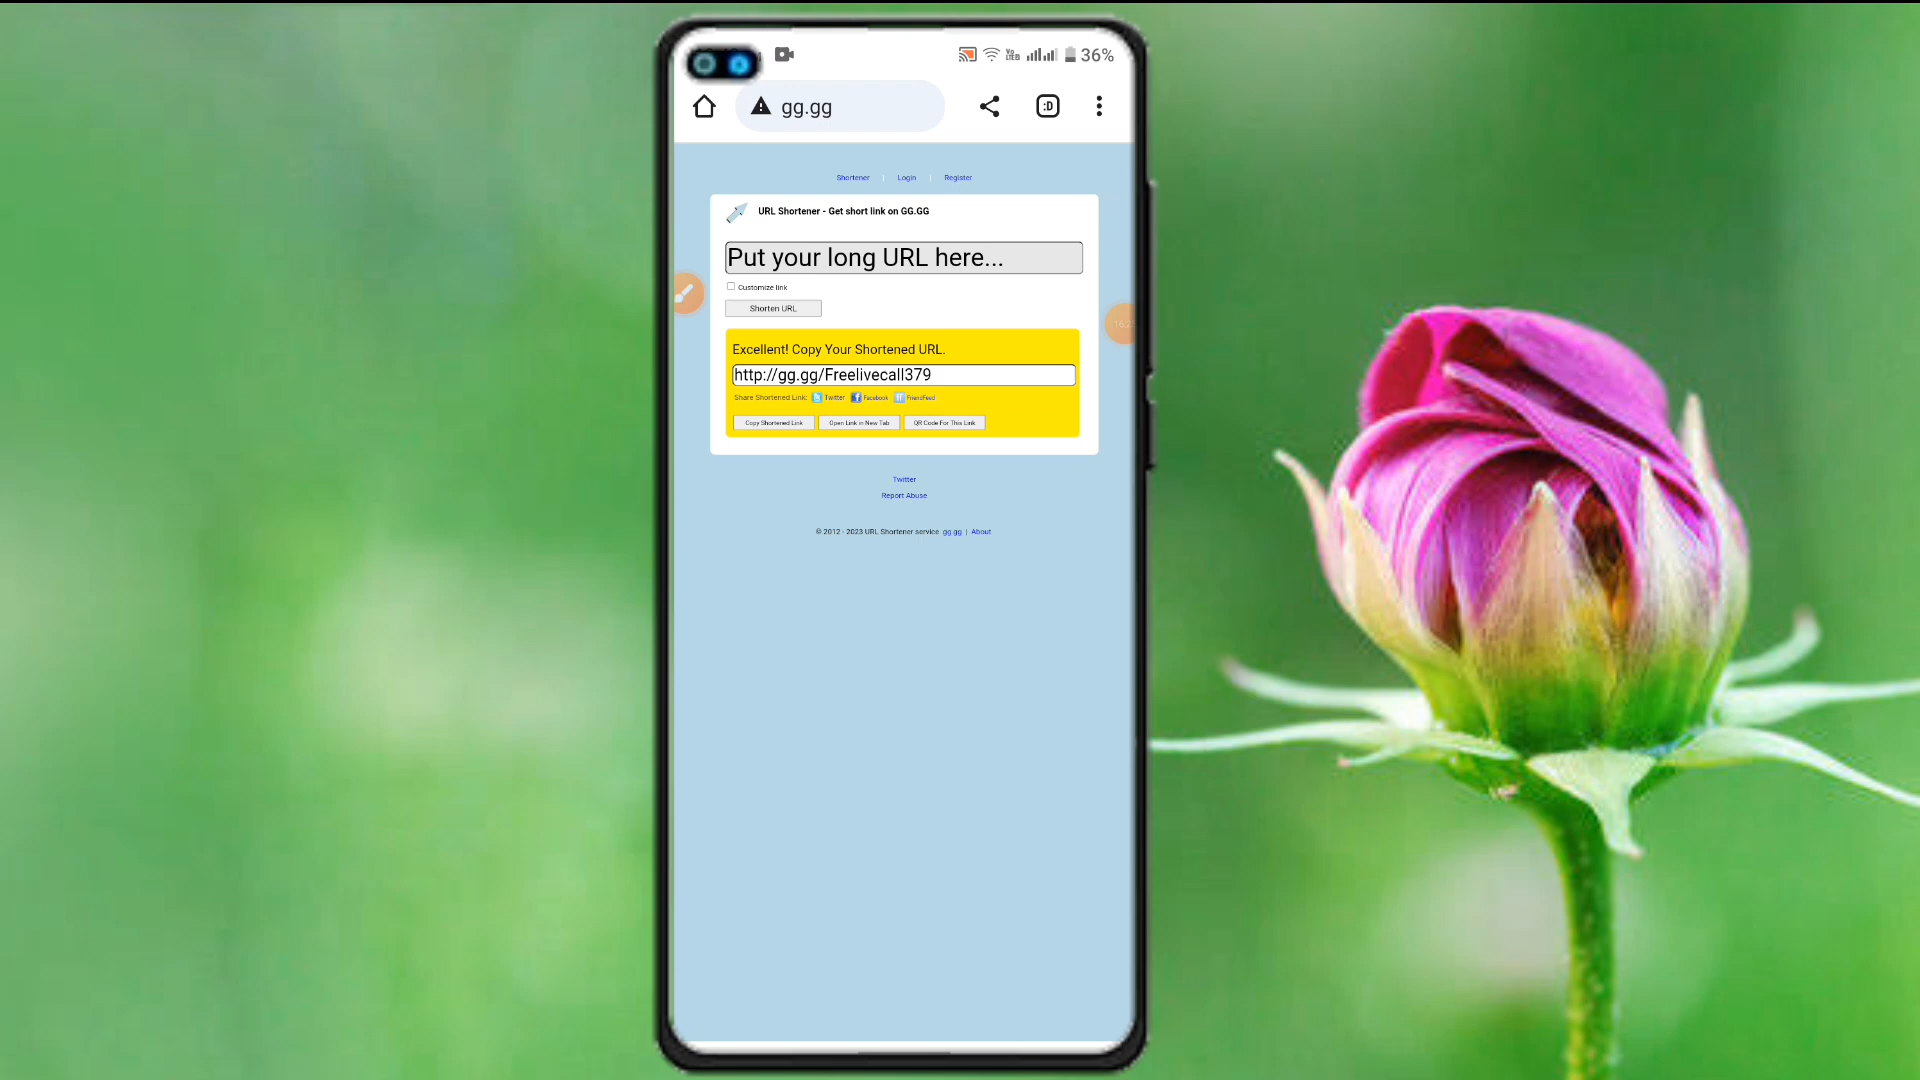 36%
gg.gg
:D
Shortener | Login | Register
URL Shortener - Get short link on GG.GG
Put your long URL here...
Customize link
Shorten URL
Excellent! Copy Your Shortened URL.
http://gg.gg/Freelivecall379
Share Shortened Link: Twitter Facebook FriendFeed
Copy Shortened Link Open Link in New Tab QR Code For This Link
Twitter
Report Abuse
© 2012 - 2023 URL Shortener service gg.gg | About